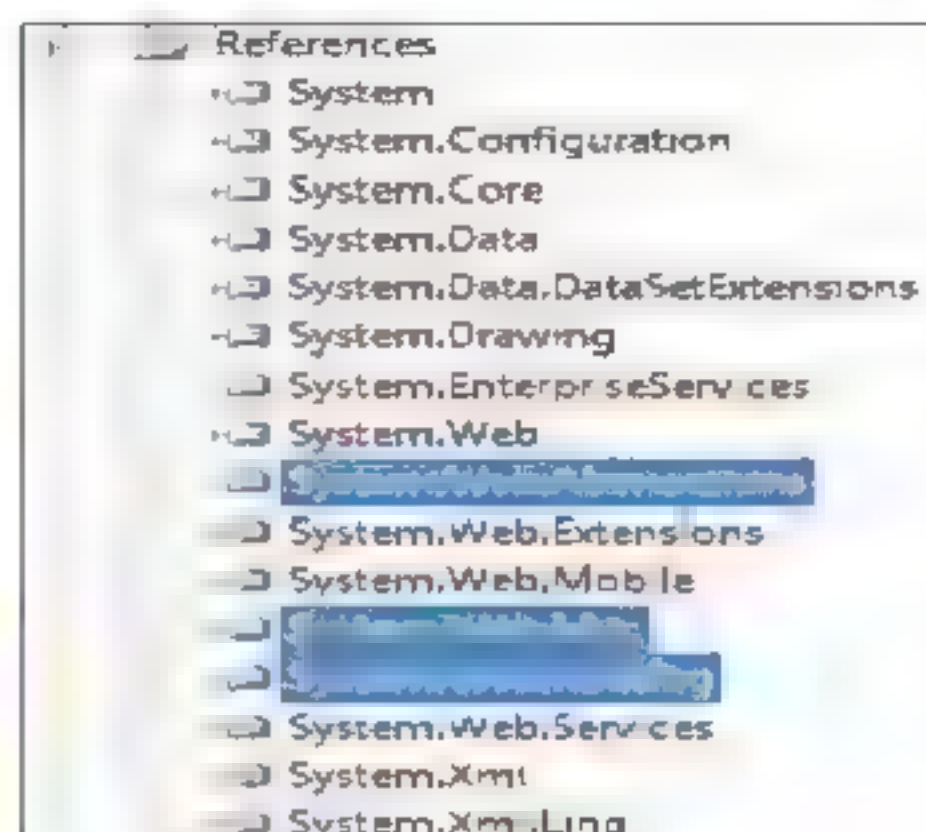 References
System
System.Configuration
System.Core
System.Data
System.Data.DataSetExtensions
System.Drawing
System.EnterpriseServices
System.Web
System.Web.Extensions
System.Web.Mobile
System.Web.Services
System.Xml
System.Xml.Linq